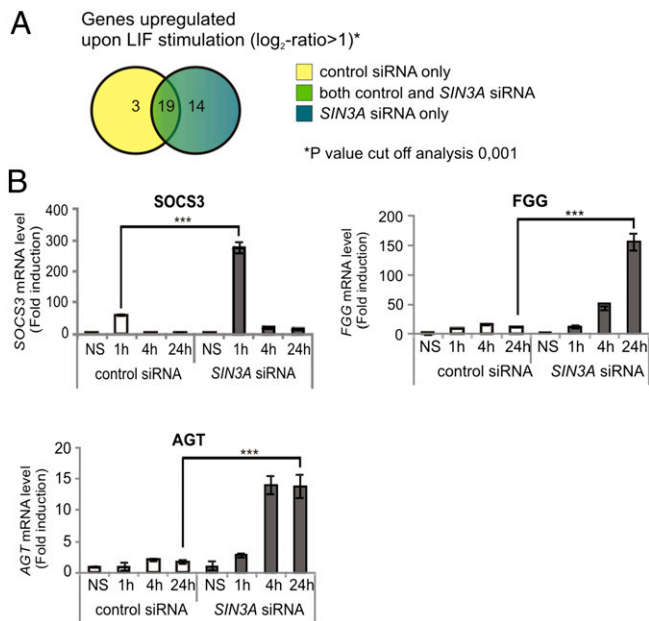 A
Genes upregulated
upon LIF stimulation (log₂-ratio>1)*
3 19 14
control siRNA only
both control and SIN3A siRNA
SIN3A siRNA only
*P value cut off analysis 0,001
B
SOCS3
SOCS3 mRNA level
(Fold induction)
400
300
200
100
0
***
NS 1h 4h 24h NS 1h 4h 24h
control siRNA SIN3A siRNA
FGG
FGG mRNA level
(Fold induction)
200
150
100
50
0
***
NS 1h 4h 24h NS 1h 4h 24h
control siRNA SIN3A siRNA
AGT
AGT mRNA level
(Fold induction)
20
15
10
5
0
***
NS 1h 4h 24h NS 1h 4h 24h
control siRNA SIN3A siRNA